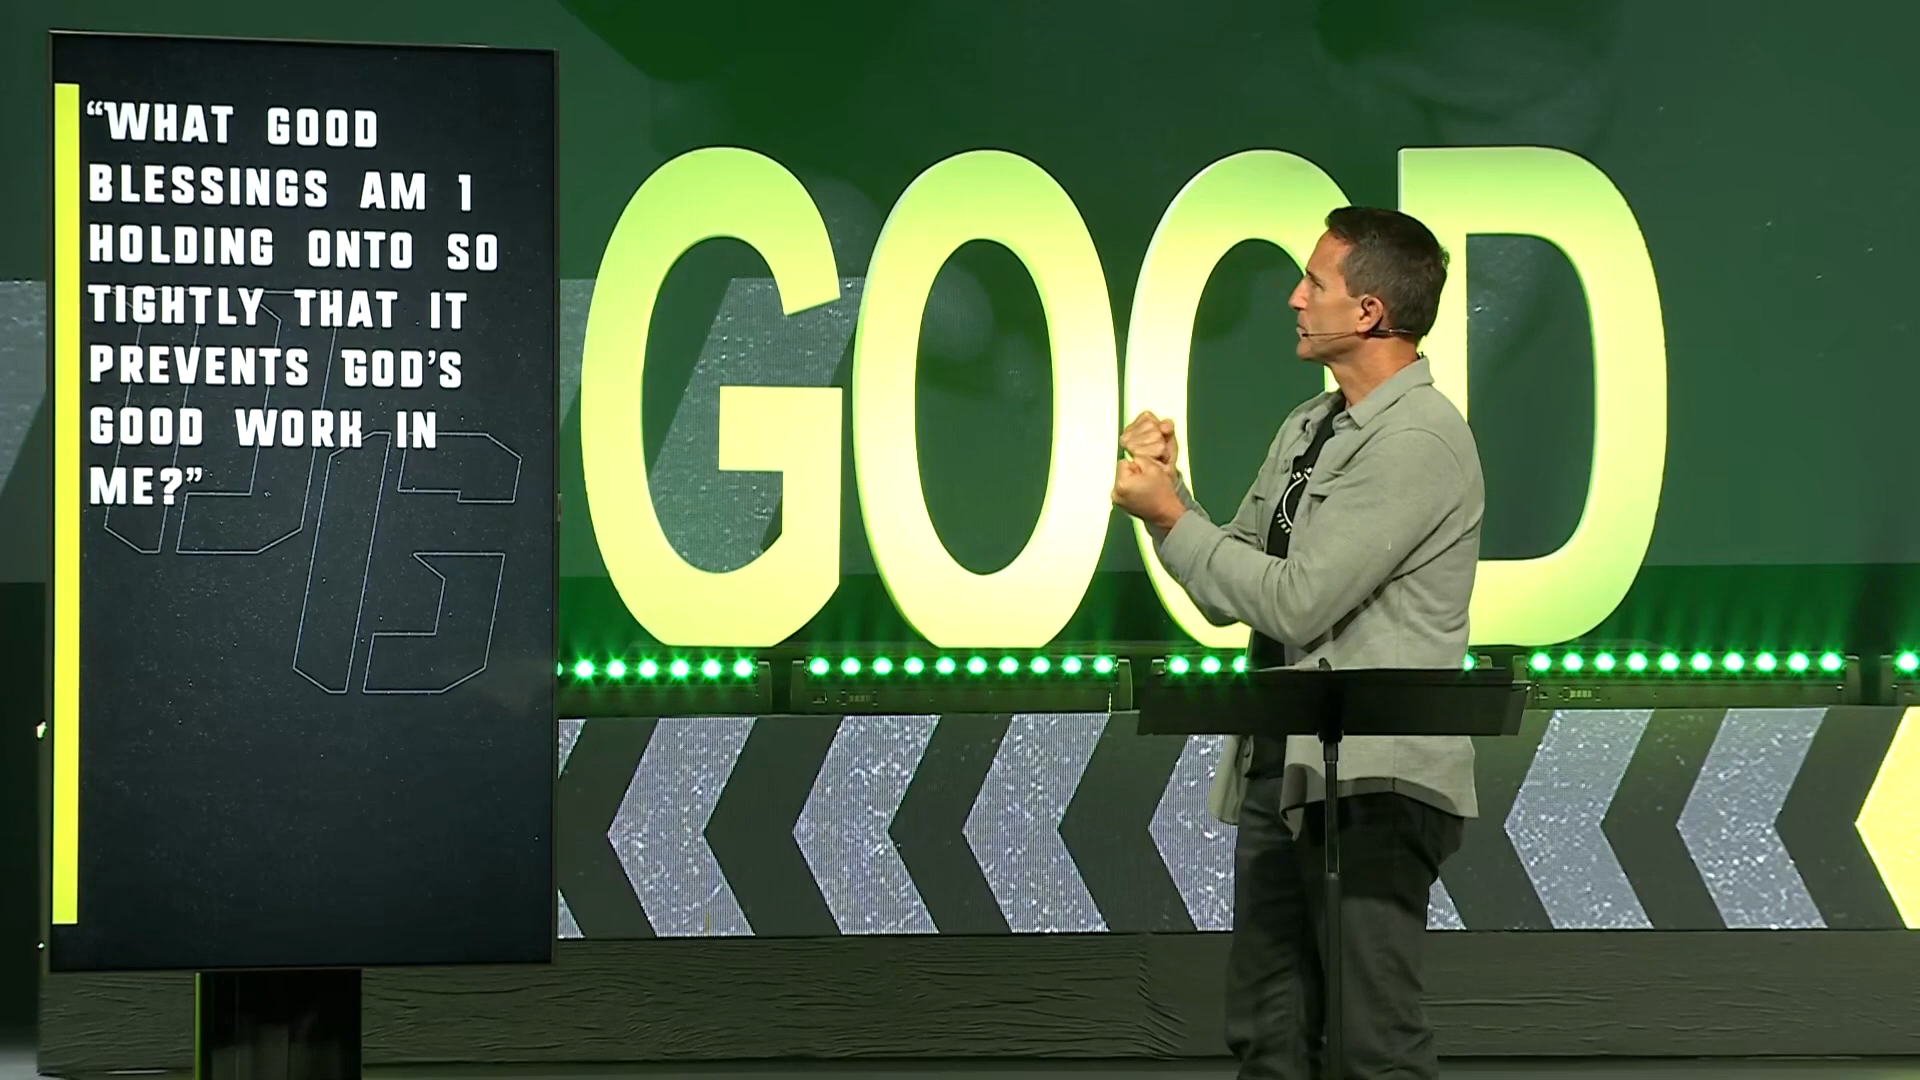 “WHAT GOOD
BLESSINGS AM I
HOLDING ONTO SO
TIGHTLY THAT IT
PREVENTS GOD’S
GOOD WORK IN
ME?”
GOOD